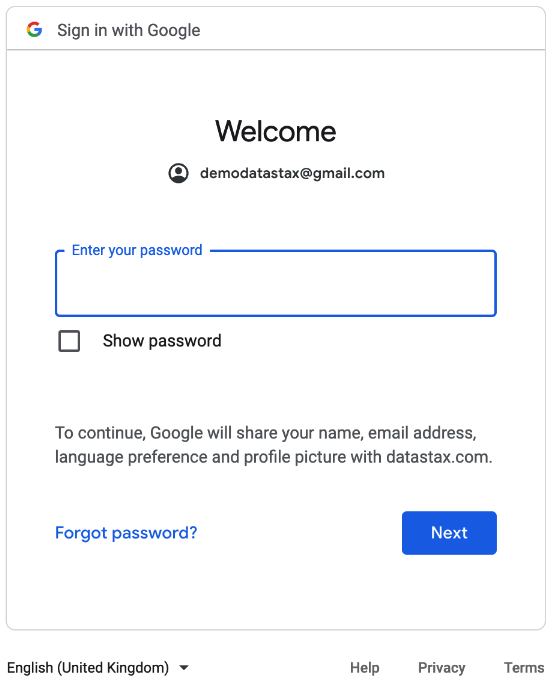 Sign in with Google
Welcome
demodatastax@gmail.com
Enter your password
Show password
To continue, Google will share your name, email address,
language preference and profile picture with datastax.com.
Forgot password?
Next
English (United Kingdom)
Help
Privacy
Terms